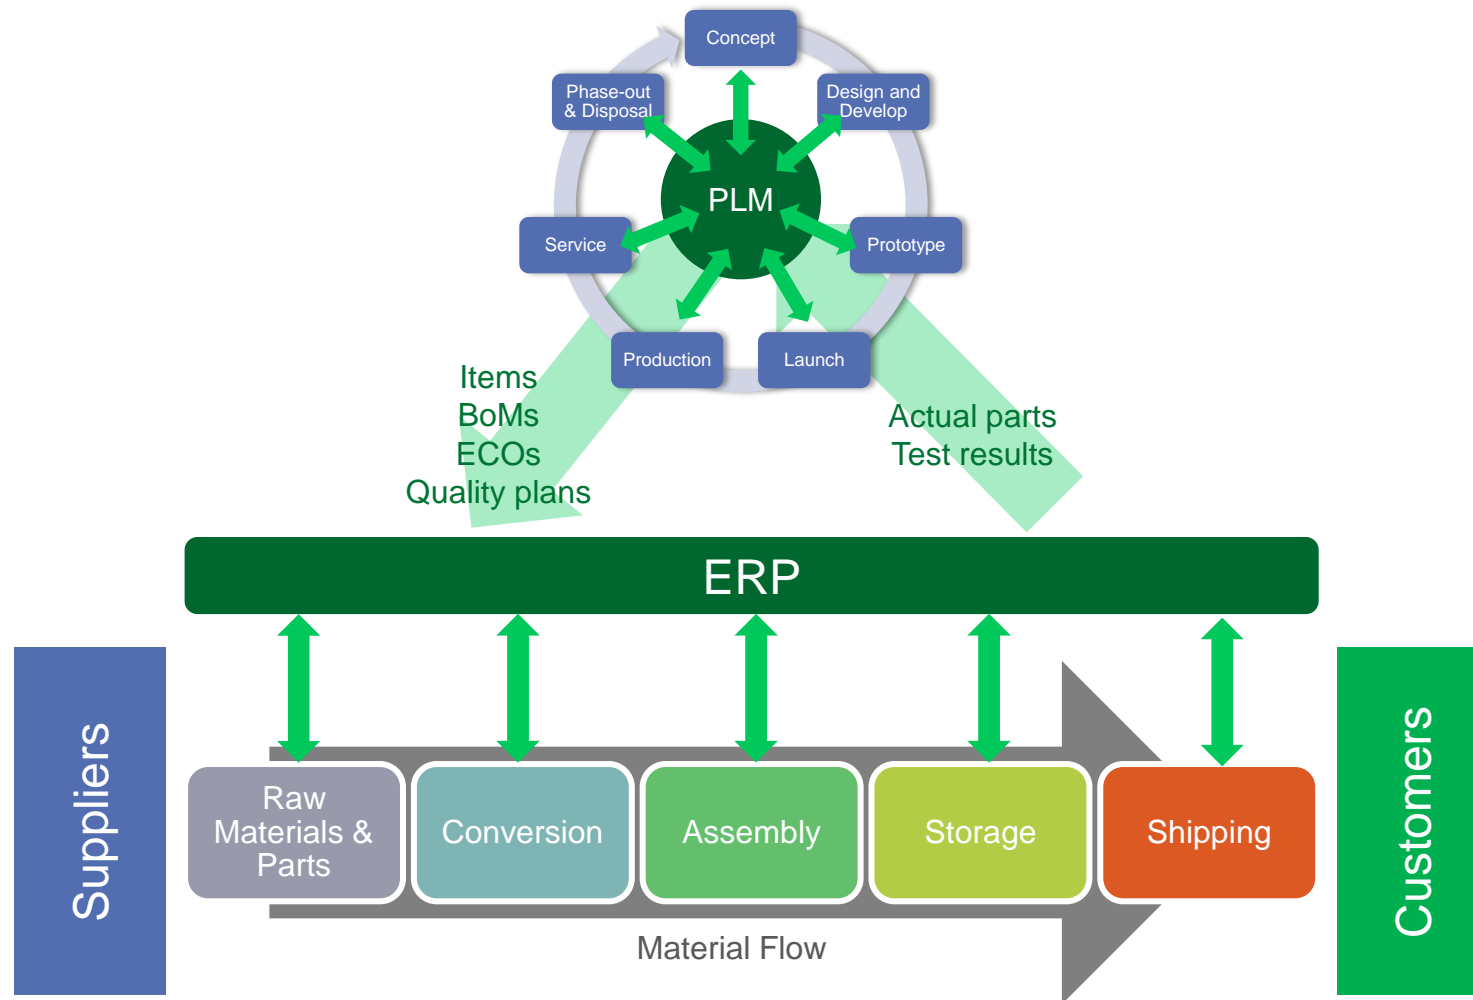 Concept
Phase-out
& Disposal
Design and
Develop
PLM
Service
Prototype
Production
Launch
Items
BoMs
ECOs
Quality plans
Actual parts
Test results
ERP
Suppliers
Raw
Materials &
Parts
Conversion
Assembly
Storage
Shipping
Customers
Material Flow